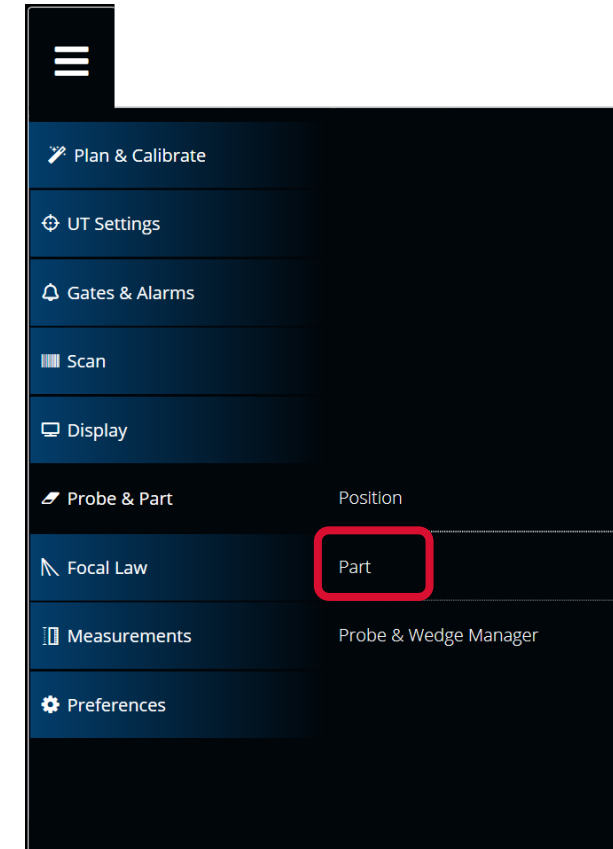 Plan & Calibrate
UT Settings
Gates & Alarms
Scan
Display
Probe & Part
Position
Focal Law
Part
Measurements
Probe & Wedge Manager
Preferences